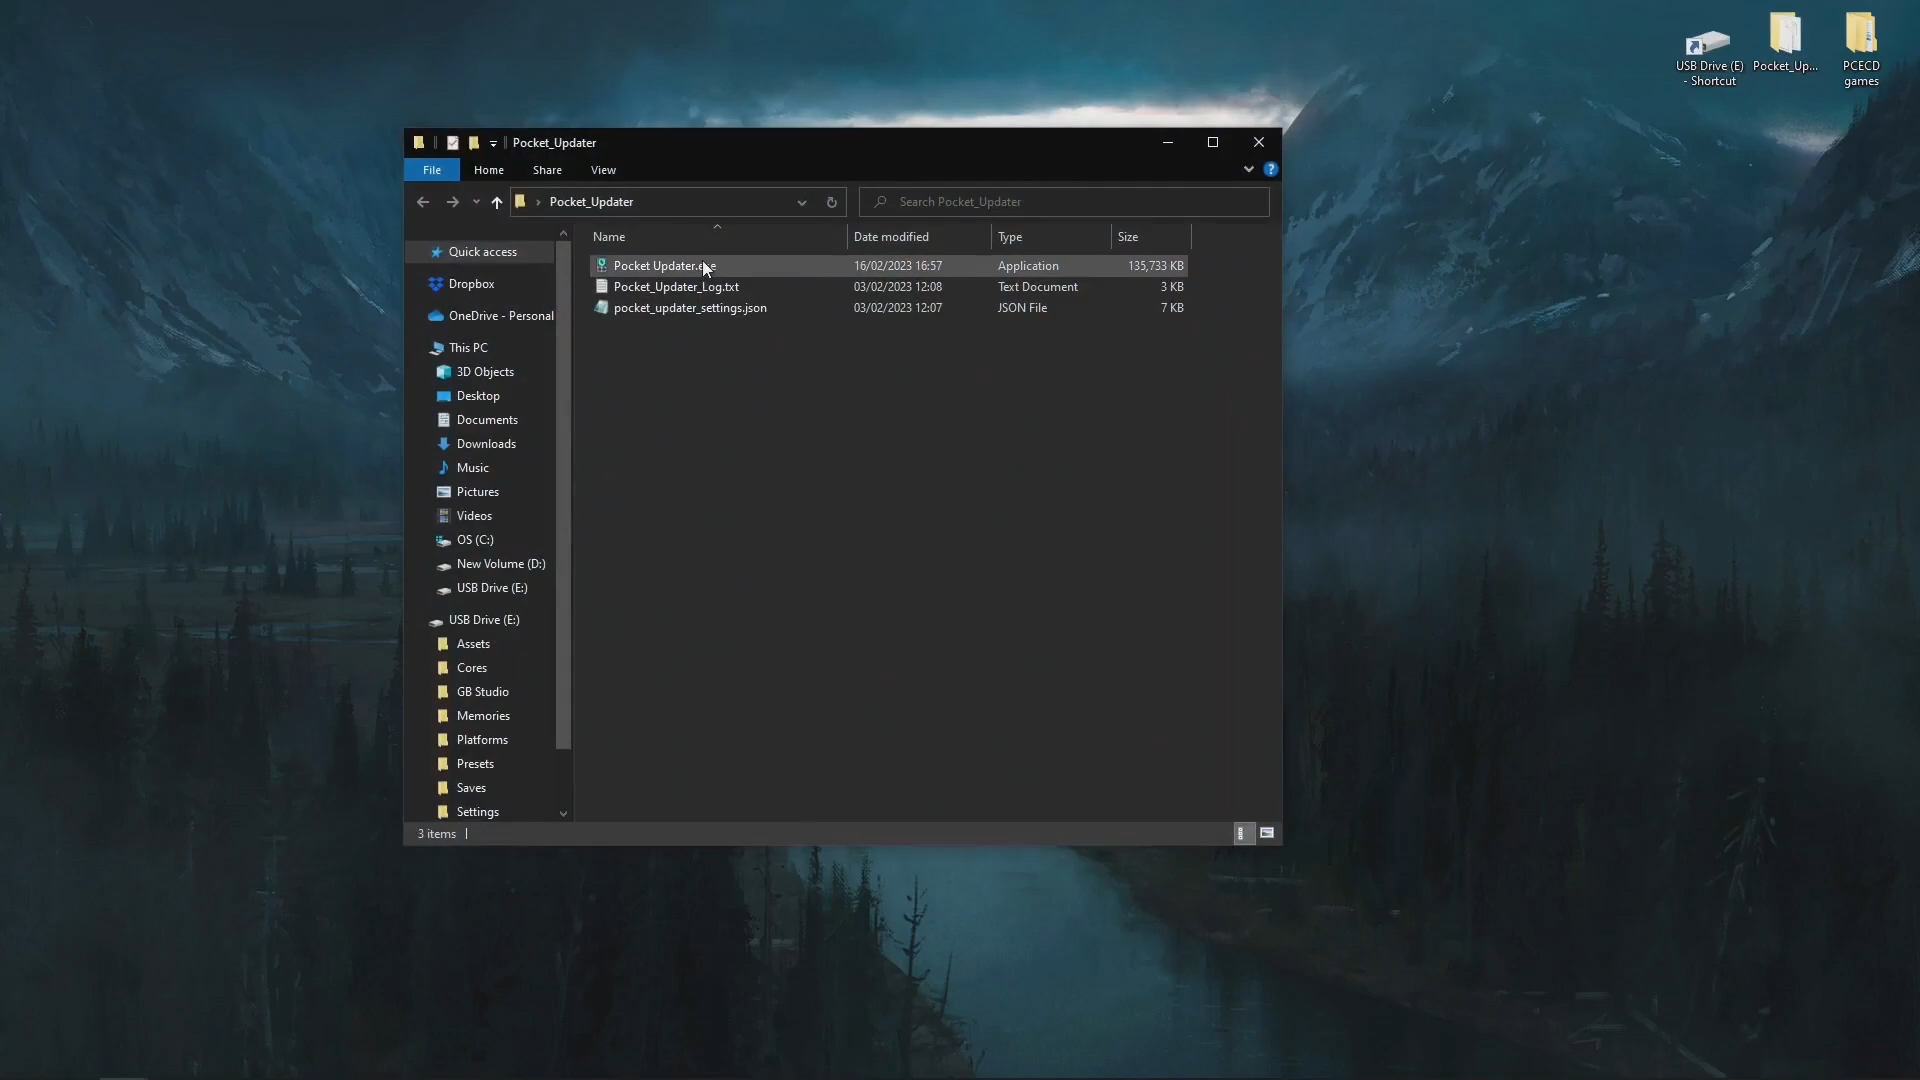 USB Drive (E)
- Shortcut
Pocket_Up...
PCECD
games
Pocket_Updater
File Home Share View
Pocket_Updater
Search Pocket_Updater
Name Date modified Type Size
Pocket Updater.exe 16/02/2023 16:57 Application 135,733 KB
Pocket_Updater_Log.txt 03/02/2023 12:08 Text Document 3 KB
pocket_updater_settings.json 03/02/2023 12:07 JSON File 7 KB
Quick access
Dropbox
OneDrive - Personal
This PC
3D Objects
Desktop
Documents
Downloads
Music
Pictures
Videos
OS (C:)
New Volume (D:)
USB Drive (E:)
USB Drive (E:)
Assets
Cores
GB Studio
Memories
Platforms
Presets
Saves
Settings
3 items